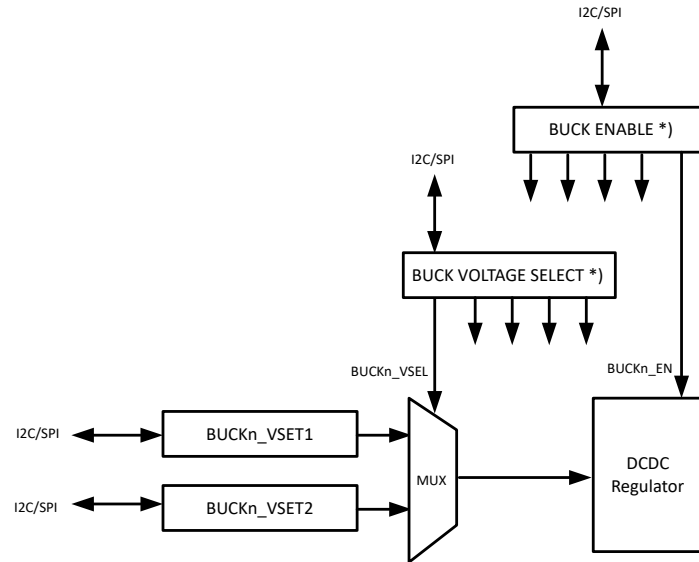 I2C/SPI
BUCK ENABLE *)
I2C/SPI
BUCK VOLTAGE SELECT *)
BUCKn_VSEL
BUCKn_EN
I2C/SPI
BUCKn_VSET1
MUX
DCDC
Regulator
I2C/SPI
BUCKn_VSET2